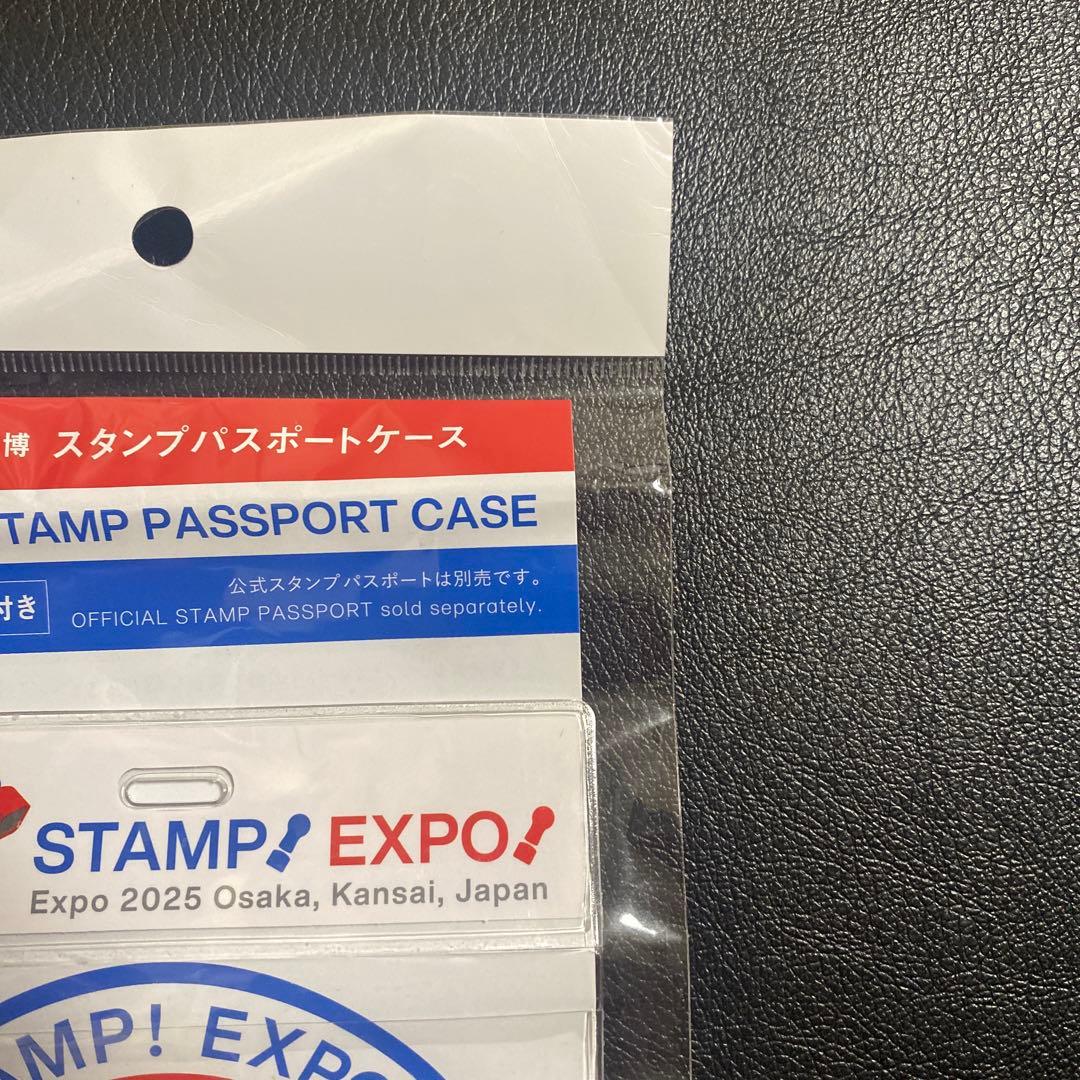 博 スタンプパスポートケース
TAMP PASSPORT CASE
付き
公式スタンプパスポートは別売です。
OFFICIAL STAMP PASSPORT sold separately.
STAMP! EXPO!
Expo 2025 Osaka, Kansai, Japan
AMP! EXPO